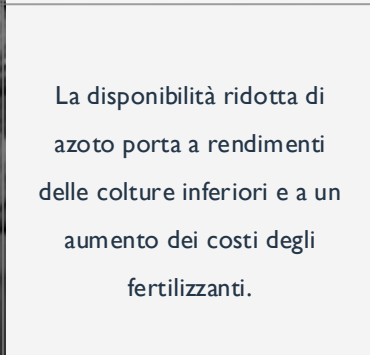 La disponibilità ridotta di
azoto porta a rendimenti
delle colture inferiori e a un
aumento dei costi degli
fertilizzanti.